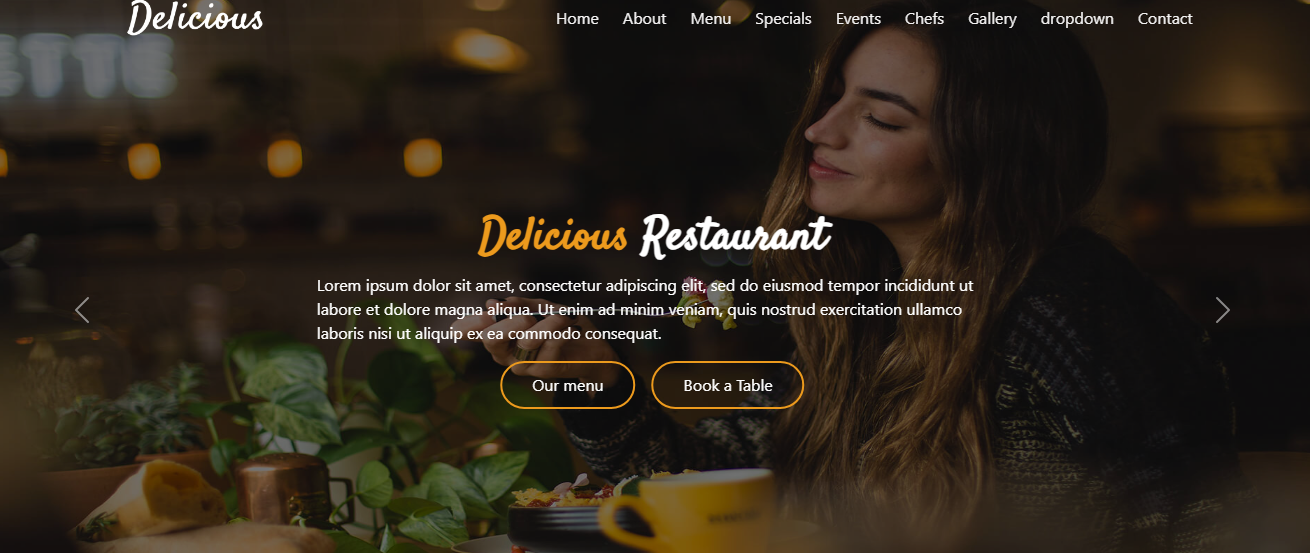 Delicious
Home About Menu Specials Events Chefs Gallery dropdown Contact
ETTE
Delicious Restaurant
Lorem ipsum dolor sit amet, consectetur adipiscing elit, sed do eiusmod tempor incididunt ut
labore et dolore magna aliqua. Ut enim ad minim veniam, quis nostrud exercitation ullamco
laboris nisi ut aliquip ex ea commodo consequat.
Our menu Book a Table